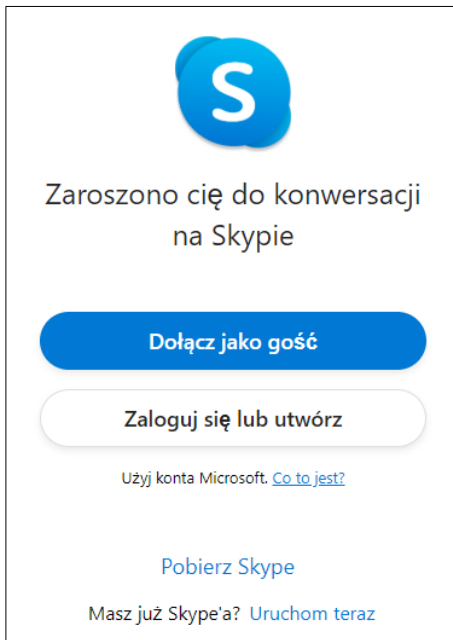 S
Zaroszono cię do konwersacji
na Skypie
Dołącz jako gość
Zaloguj się lub utwórz
Użyj konta Microsoft. Co to jest?
Pobierz Skype
Masz już Skype'a? Uruchom teraz